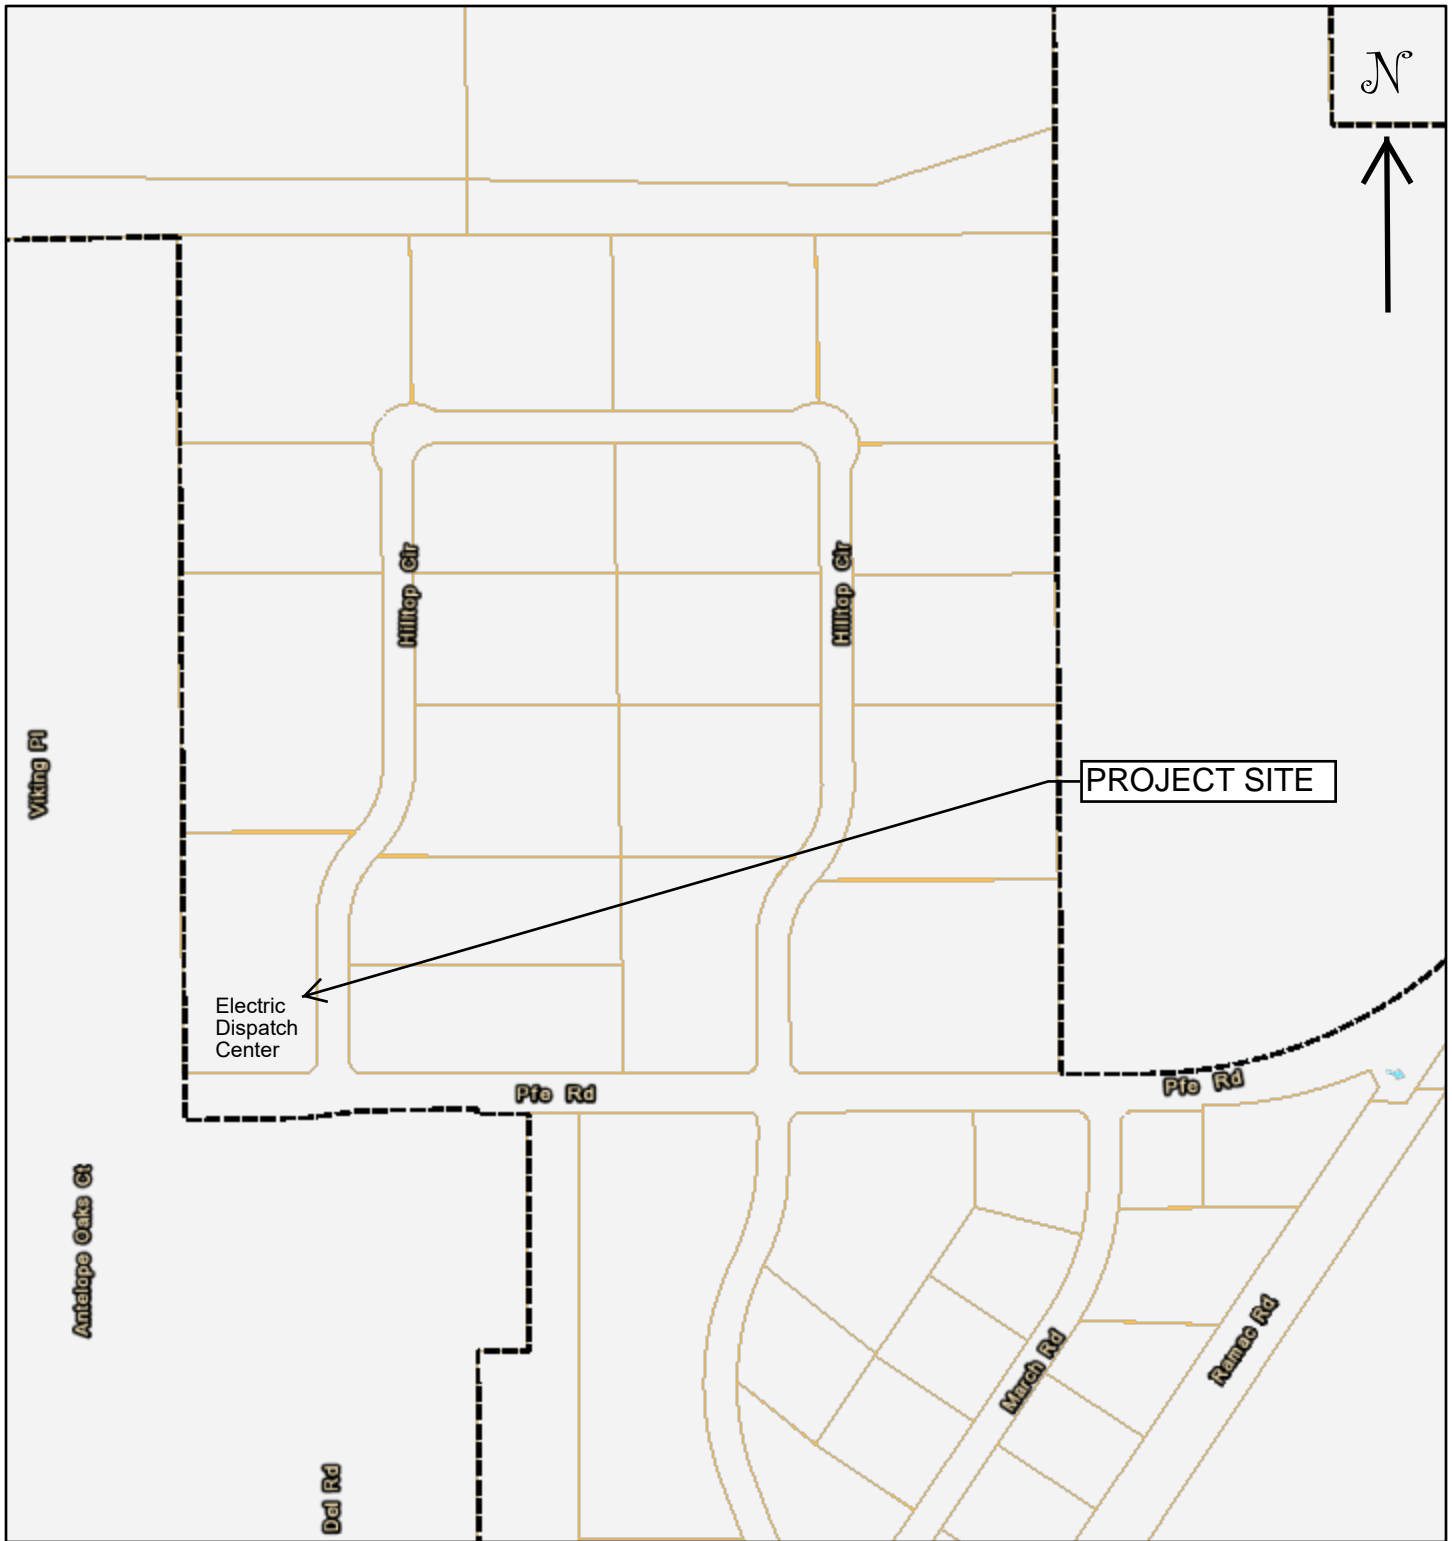 N
Hilltop Cir
Hilltop Cir
Viking Pl
PROJECT SITE
Electric
Dispatch
Center
Pfe Rd
Pfe Rd
Antelope Oaks Ct
March Rd
Ramac Rd
Dcl Rd